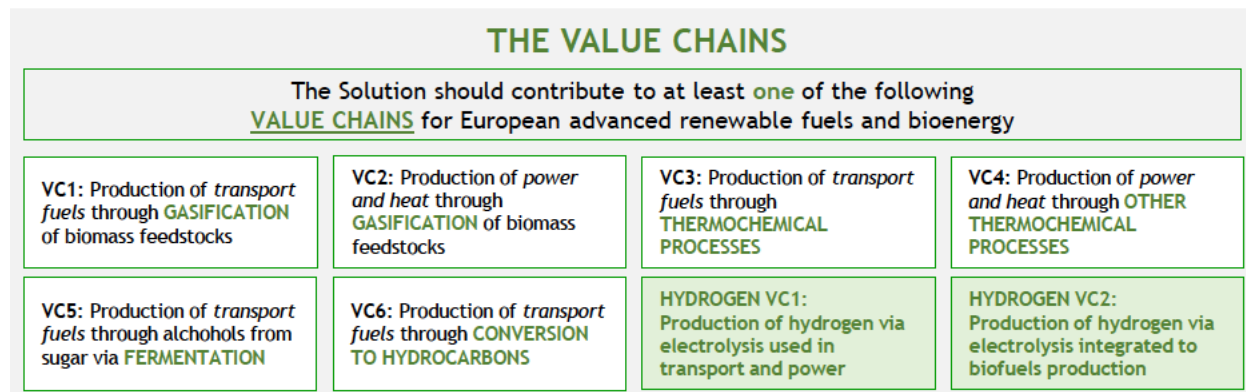 THE VALUE CHAINS
The Solution should contribute to at least one of the following
VALUE CHAINS for European advanced renewable fuels and bioenergy
VC1: Production of transport
fuels through GASIFICATION
of biomass feedstocks
VC2: Production of power
and heat through
GASIFICATION of biomass
feedstocks
VC3: Production of transport
fuels through
THERMOCHEMICAL
PROCESSES
VC4: Production of power
and heat through OTHER
THERMOCHEMICAL
PROCESSES
VC5: Production of transport
fuels through alchohols from
sugar via FERMENTATION
VC6: Production of transport
fuels through CONVERSION
TO HYDROCARBONS
HYDROGEN VC1:
Production of hydrogen via
electrolysis used in
transport and power
HYDROGEN VC2:
Production of hydrogen via
electrolysis integrated to
biofuels production